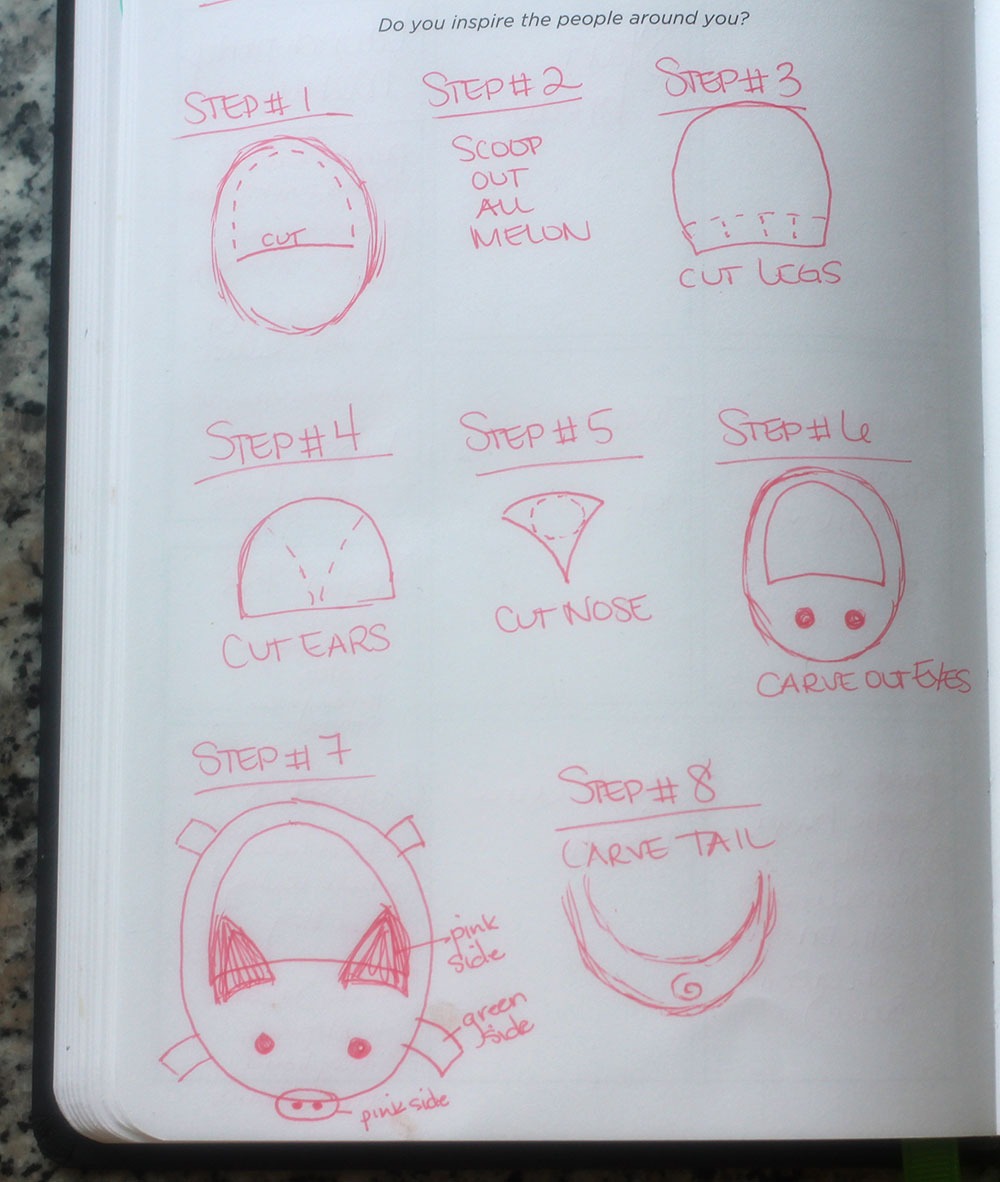 Do you inspire the people around you?
STEP # 1
CUT
STEP # 2
SCOOP
OUT
ALL
MELON
STEP # 3
CUT LEGS
STEP # 4
CUT EARS
STEP # 5
CUT NOSE
STEP # 6
CARVE OUT EYES
STEP # 7
pink
side
green
side
pink side
STEP # 8
CARVE TAIL